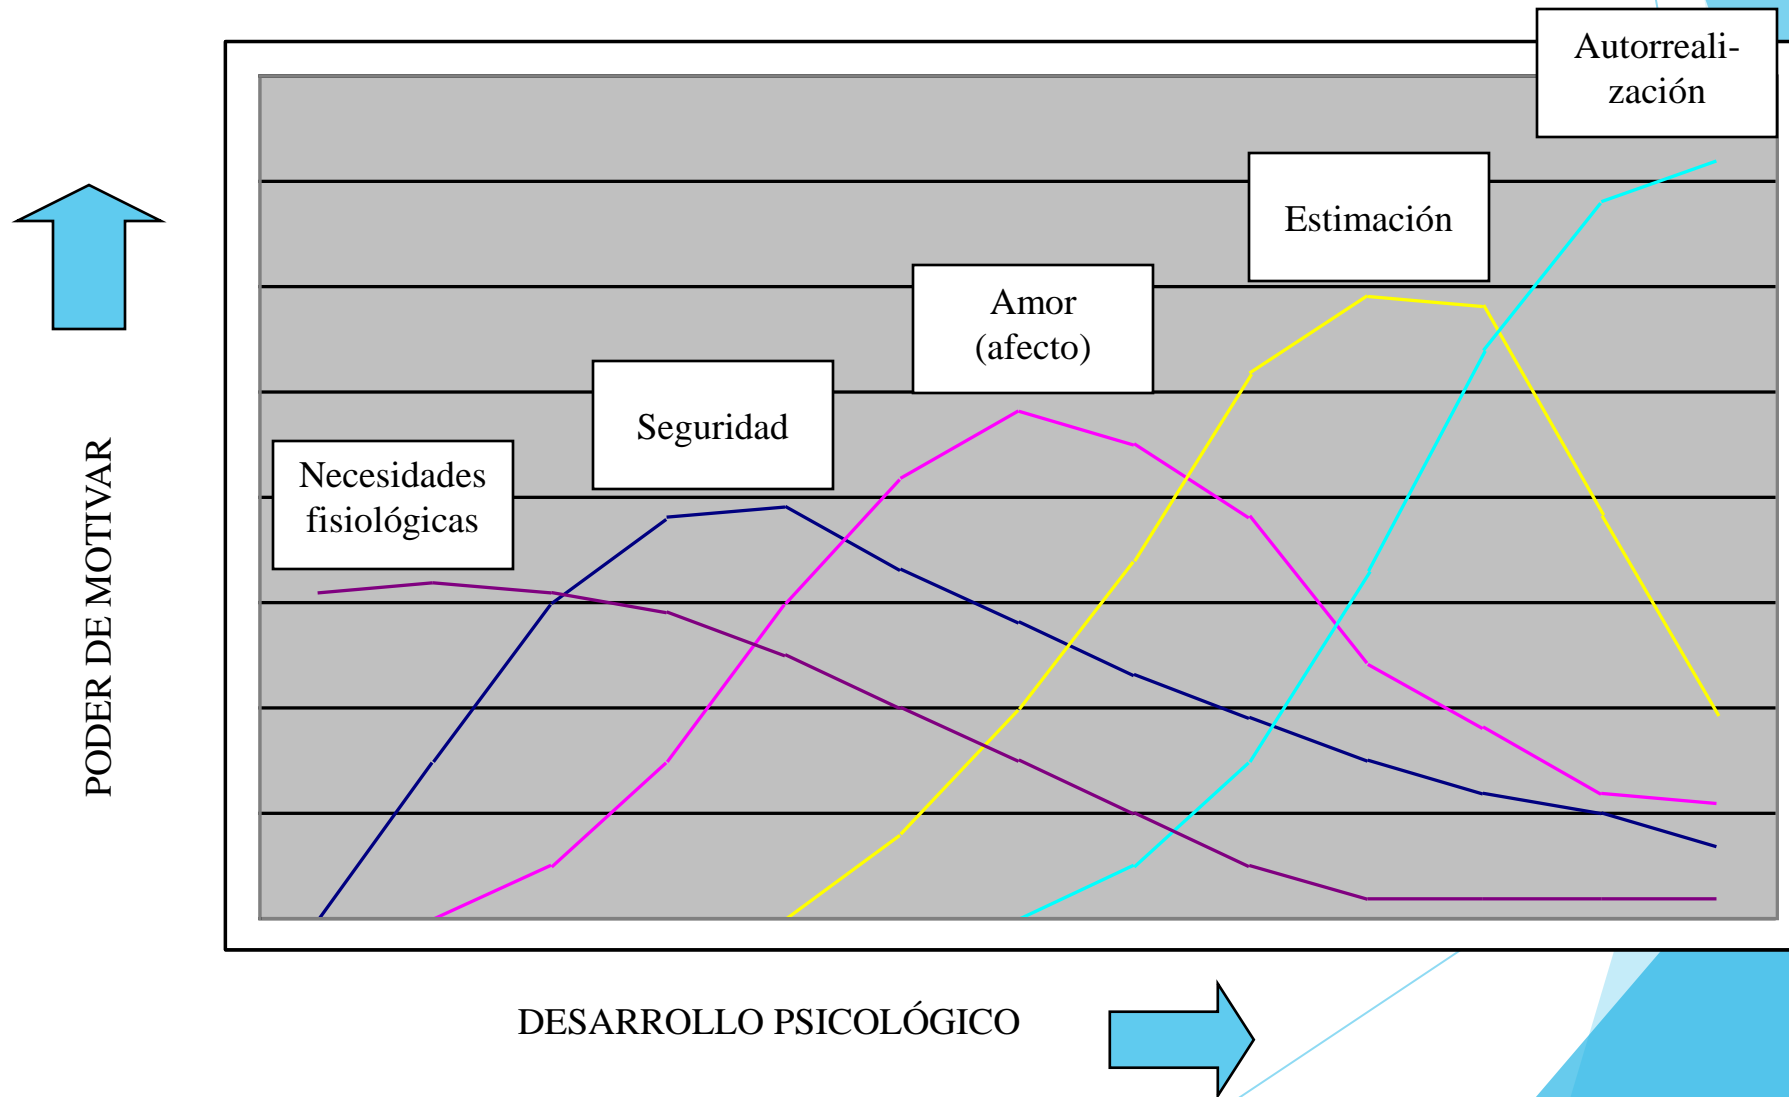 Autorreali-
zación
Estimación
Amor
(afecto)
Seguridad
Necesidades
fisiológicas
PODER DE MOTIVAR
DESARROLLO PSICOLÓGICO